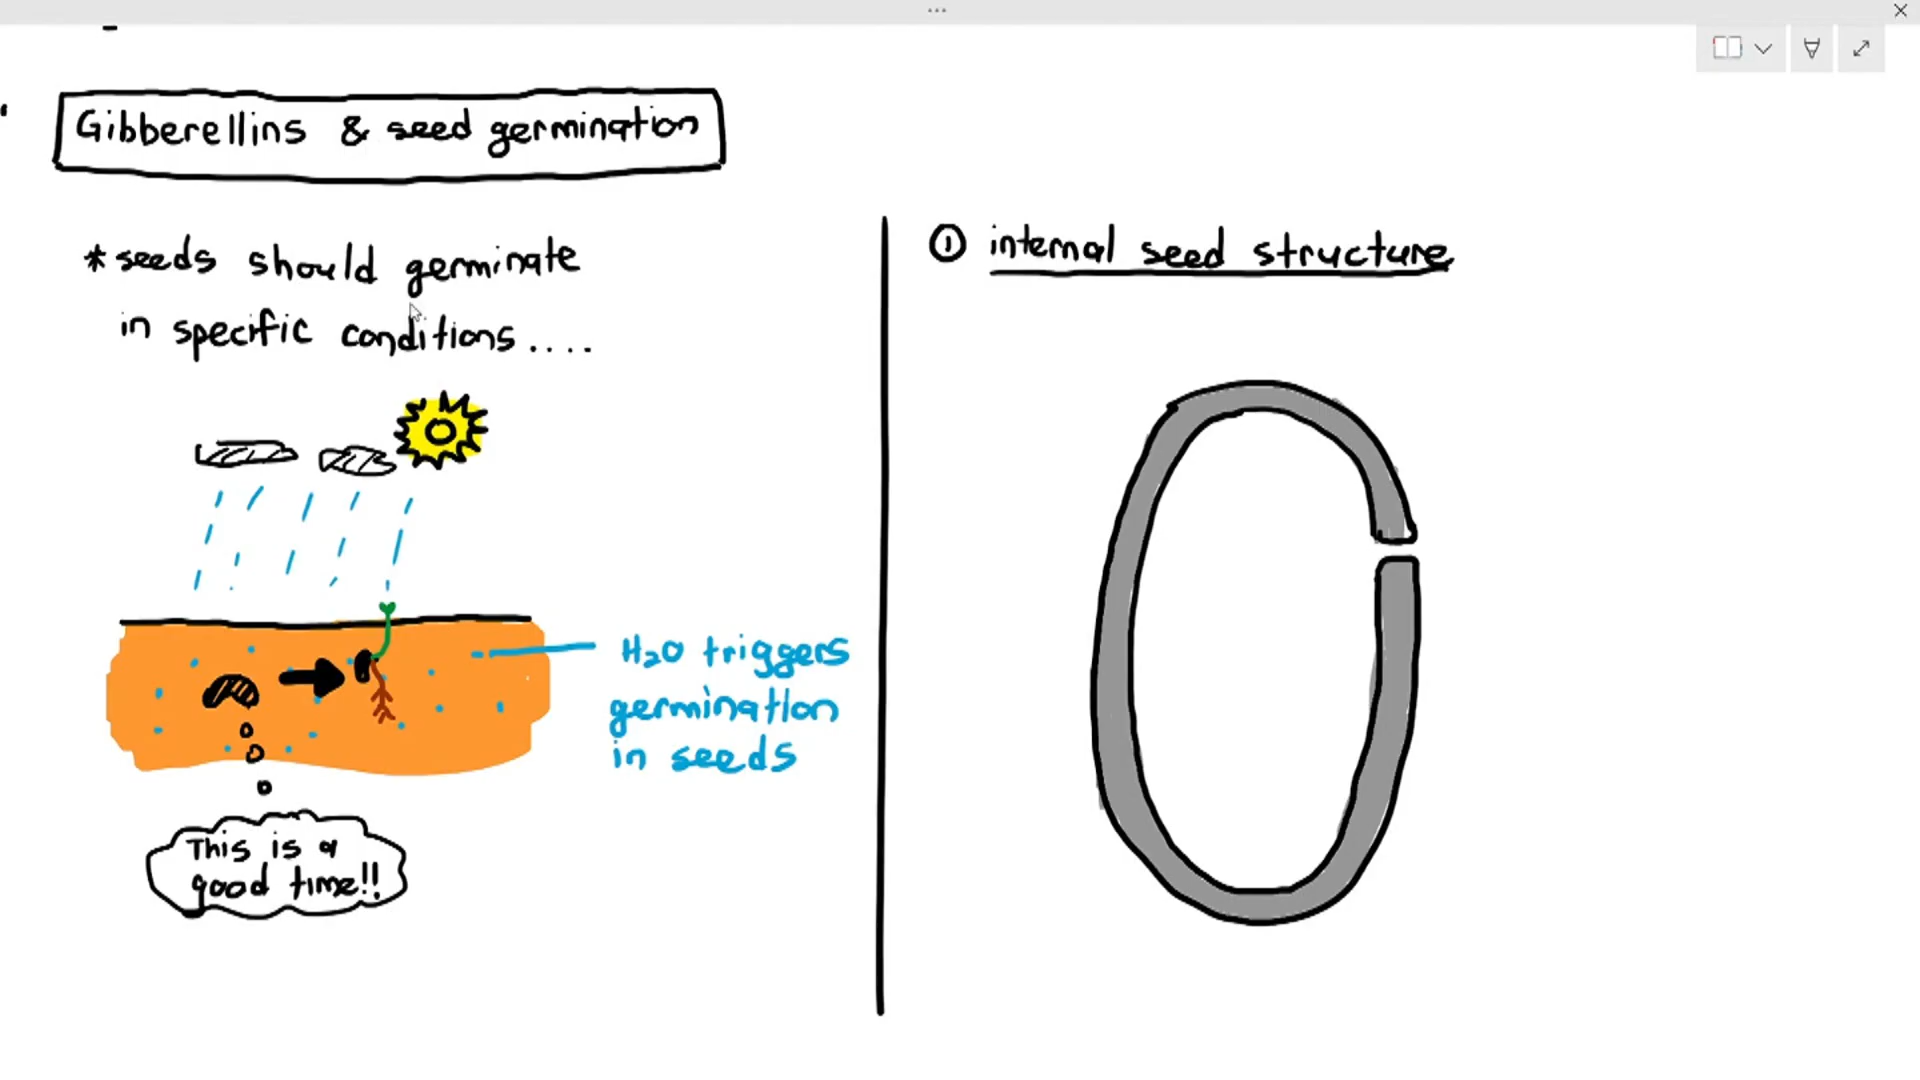 Gibberellins & seed germination
* seeds should germinate
in specific conditions....
H₂O triggers
germination
in seeds
This is a
good time!!
① internal seed structure